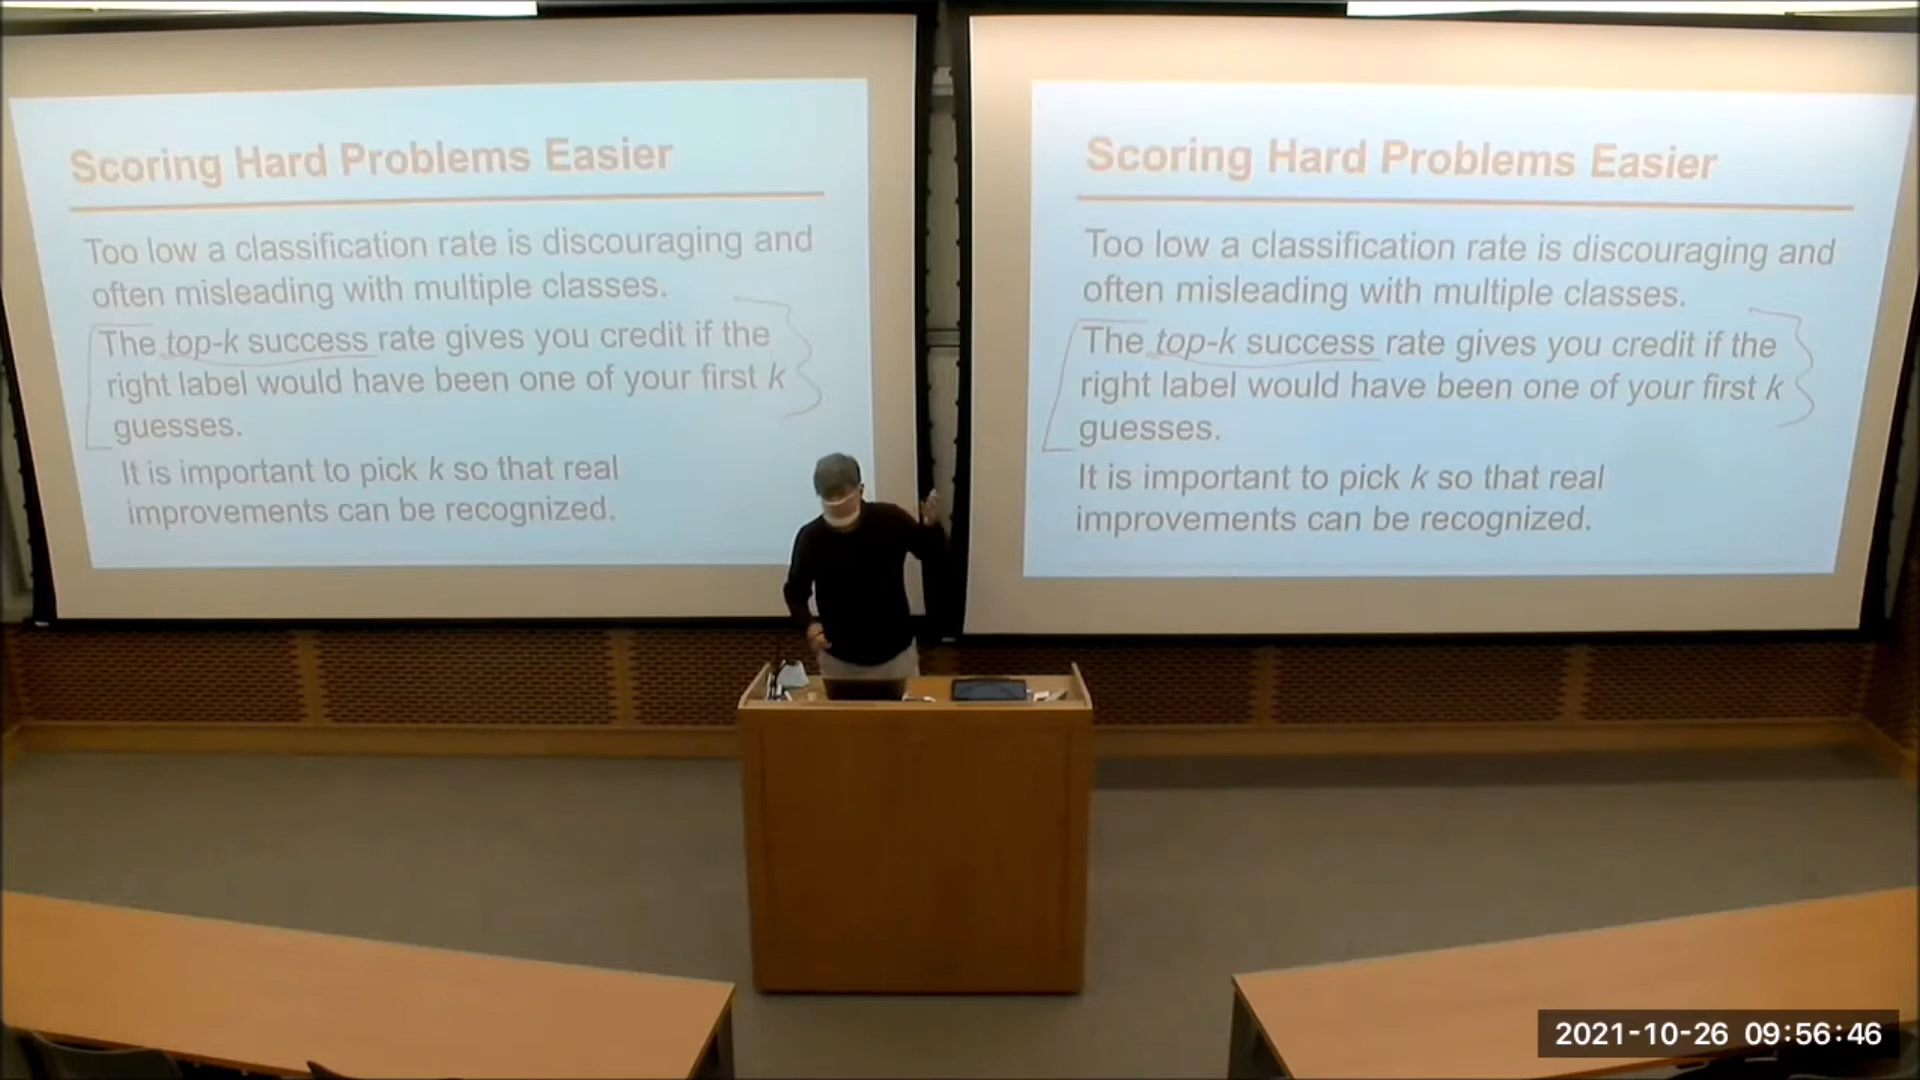 Scoring Hard Problems Easier
Too low a classification rate is discouraging and
often misleading with multiple classes.
The top-k success rate gives you credit if the
right label would have been one of your first k
guesses.
It is important to pick k so that real
improvements can be recognized.
Scoring Hard Problems Easier
Too low a classification rate is discouraging and
often misleading with multiple classes.
The top-k success rate gives you credit if the
right label would have been one of your first k
guesses.
It is important to pick k so that real
improvements can be recognized.
2021-10-26 09:56:46